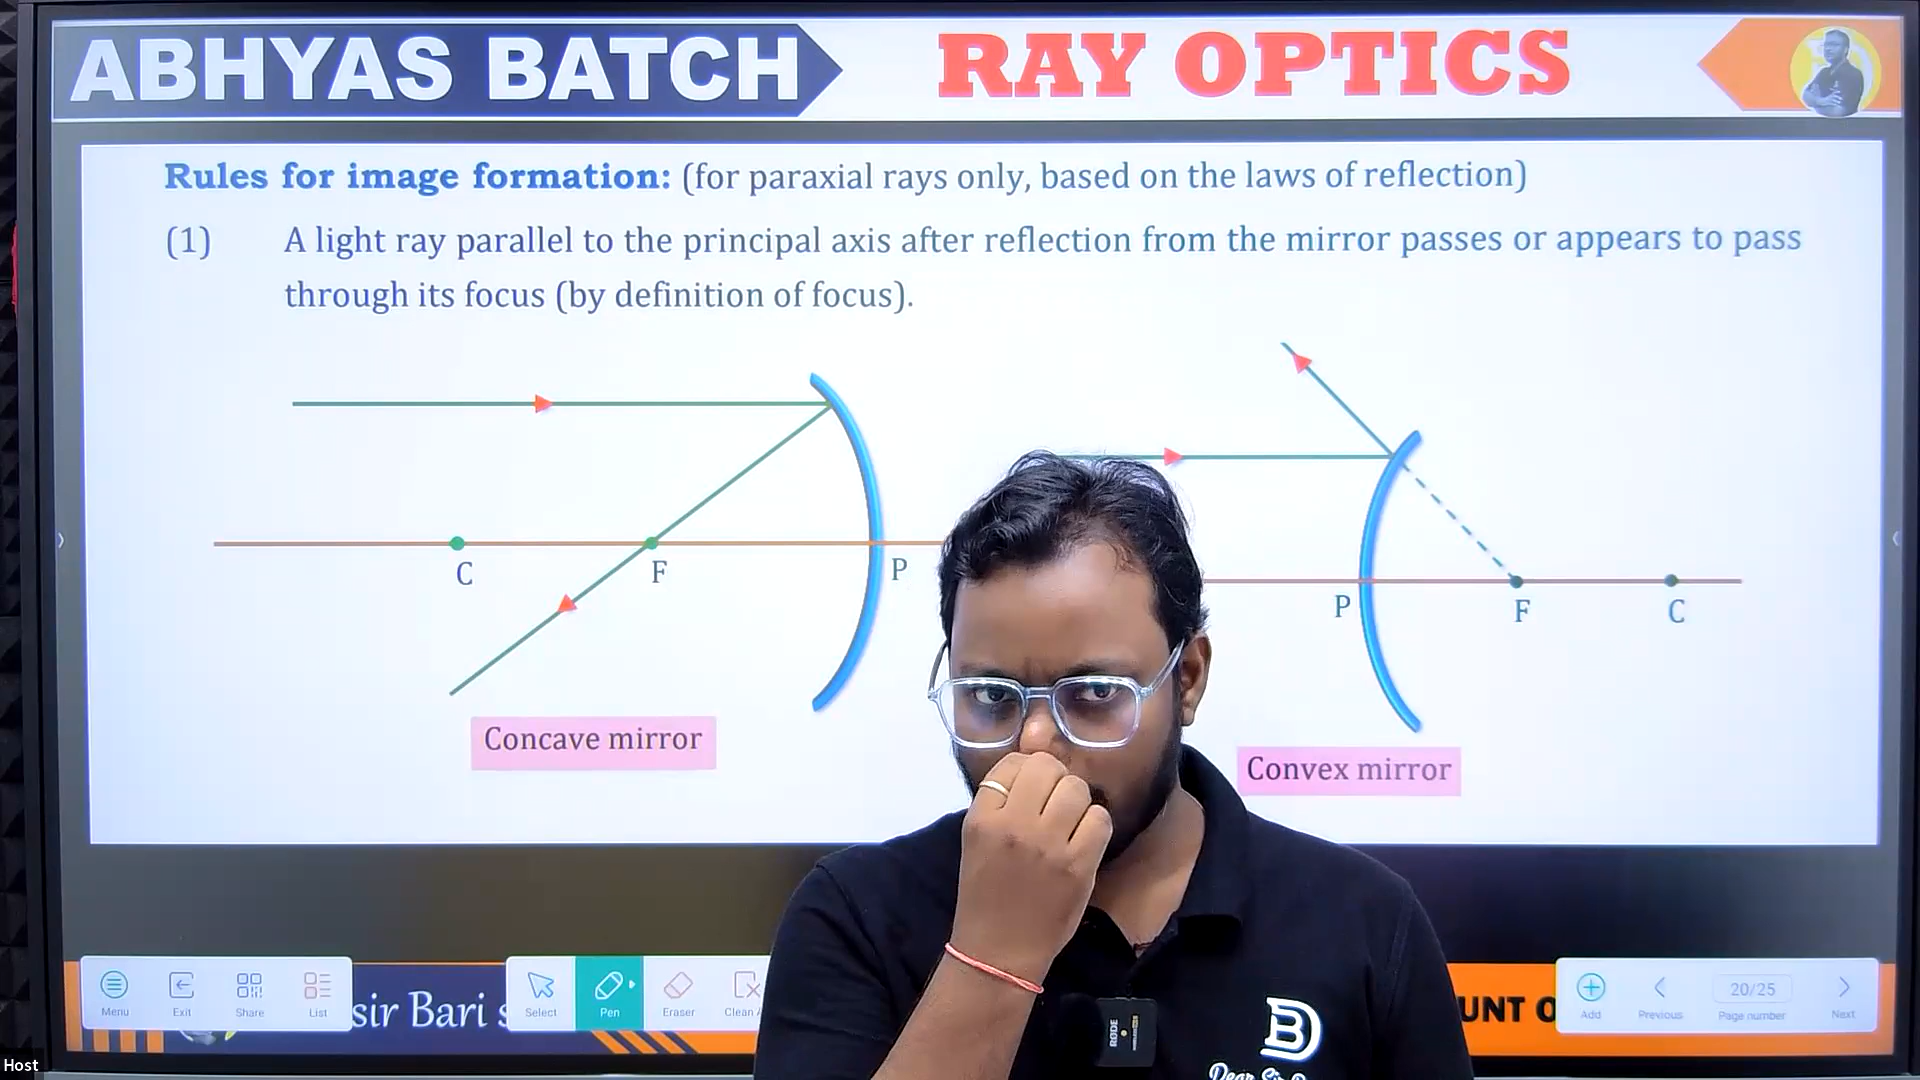 ABHYAS BATCH
RAY OPTICS
Rules for image formation: (for paraxial rays only, based on the laws of reflection)
(1) A light ray parallel to the principal axis after reflection from the mirror passes or appears to pass
through its focus (by definition of focus).
C
F
P
Concave mirror
P
F
C
Convex mirror
Menu
Exit
Share
List
sir Bari
Select
Pen
Eraser
Clean
UNT
Add
Previous
20/25
Page number
Next
RØDE
B
Dear Sir
Host